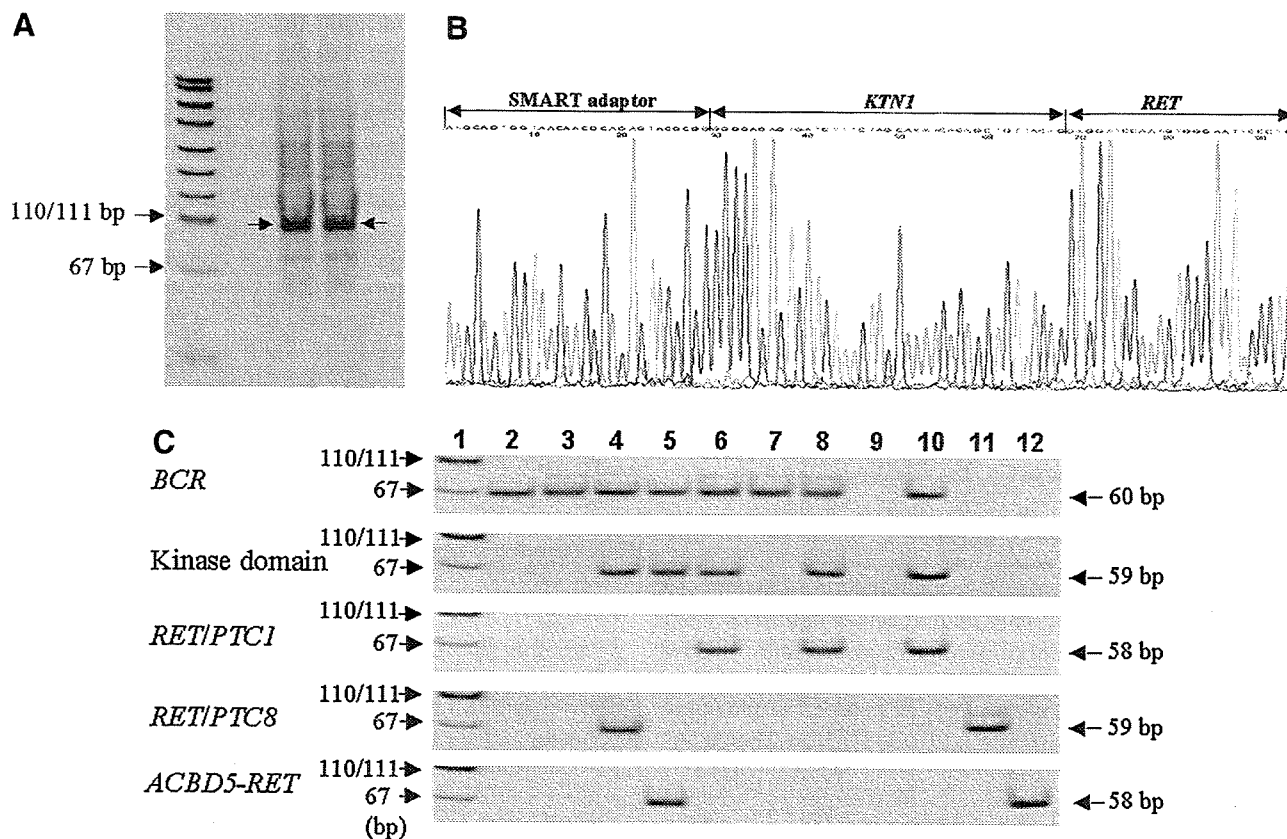 A
110/111 bp
67 bp
B
SMART adaptor
KTN1
RET
10
C
1 2 3 4 5 6 7 8 9 10 11 12
BCR
110/111
67
60 bp
Kinase domain
110/111
67
59 bp
RET/PTC1
110/111
67
58 bp
RET/PTC8
110/111
67
59 bp
ACBD5-RET
110/111
67
58 bp
(bp)